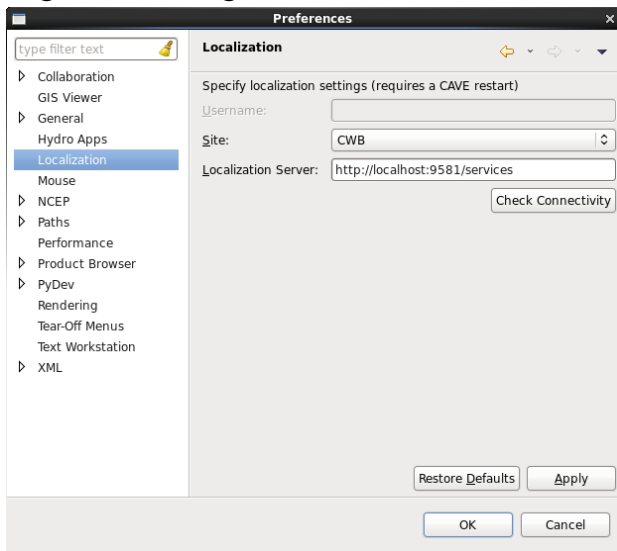 Preferences
type filter text
Localization
Collaboration
GIS Viewer
General
Hydro Apps
Localization
Mouse
NCEP
Paths
Performance
Product Browser
PyDev
Rendering
Tear-Off Menus
Text Workstation
XML
Specify localization settings (requires a CAVE restart)
Username:
Site: CWB
Localization Server: http://localhost:9581/services
Check Connectivity
Restore Defaults Apply
OK Cancel